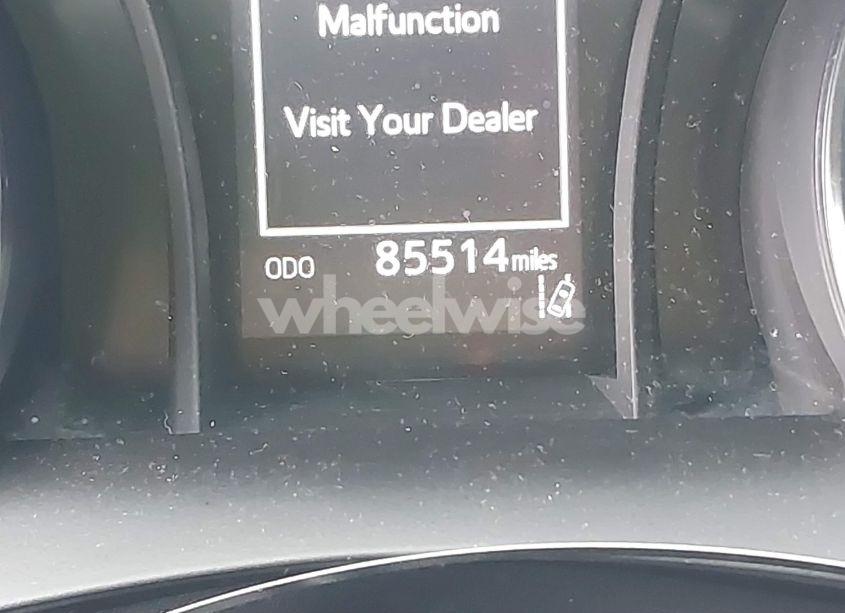 Malfunction
Visit Your Dealer
ODO 85514 miles
wheelwise